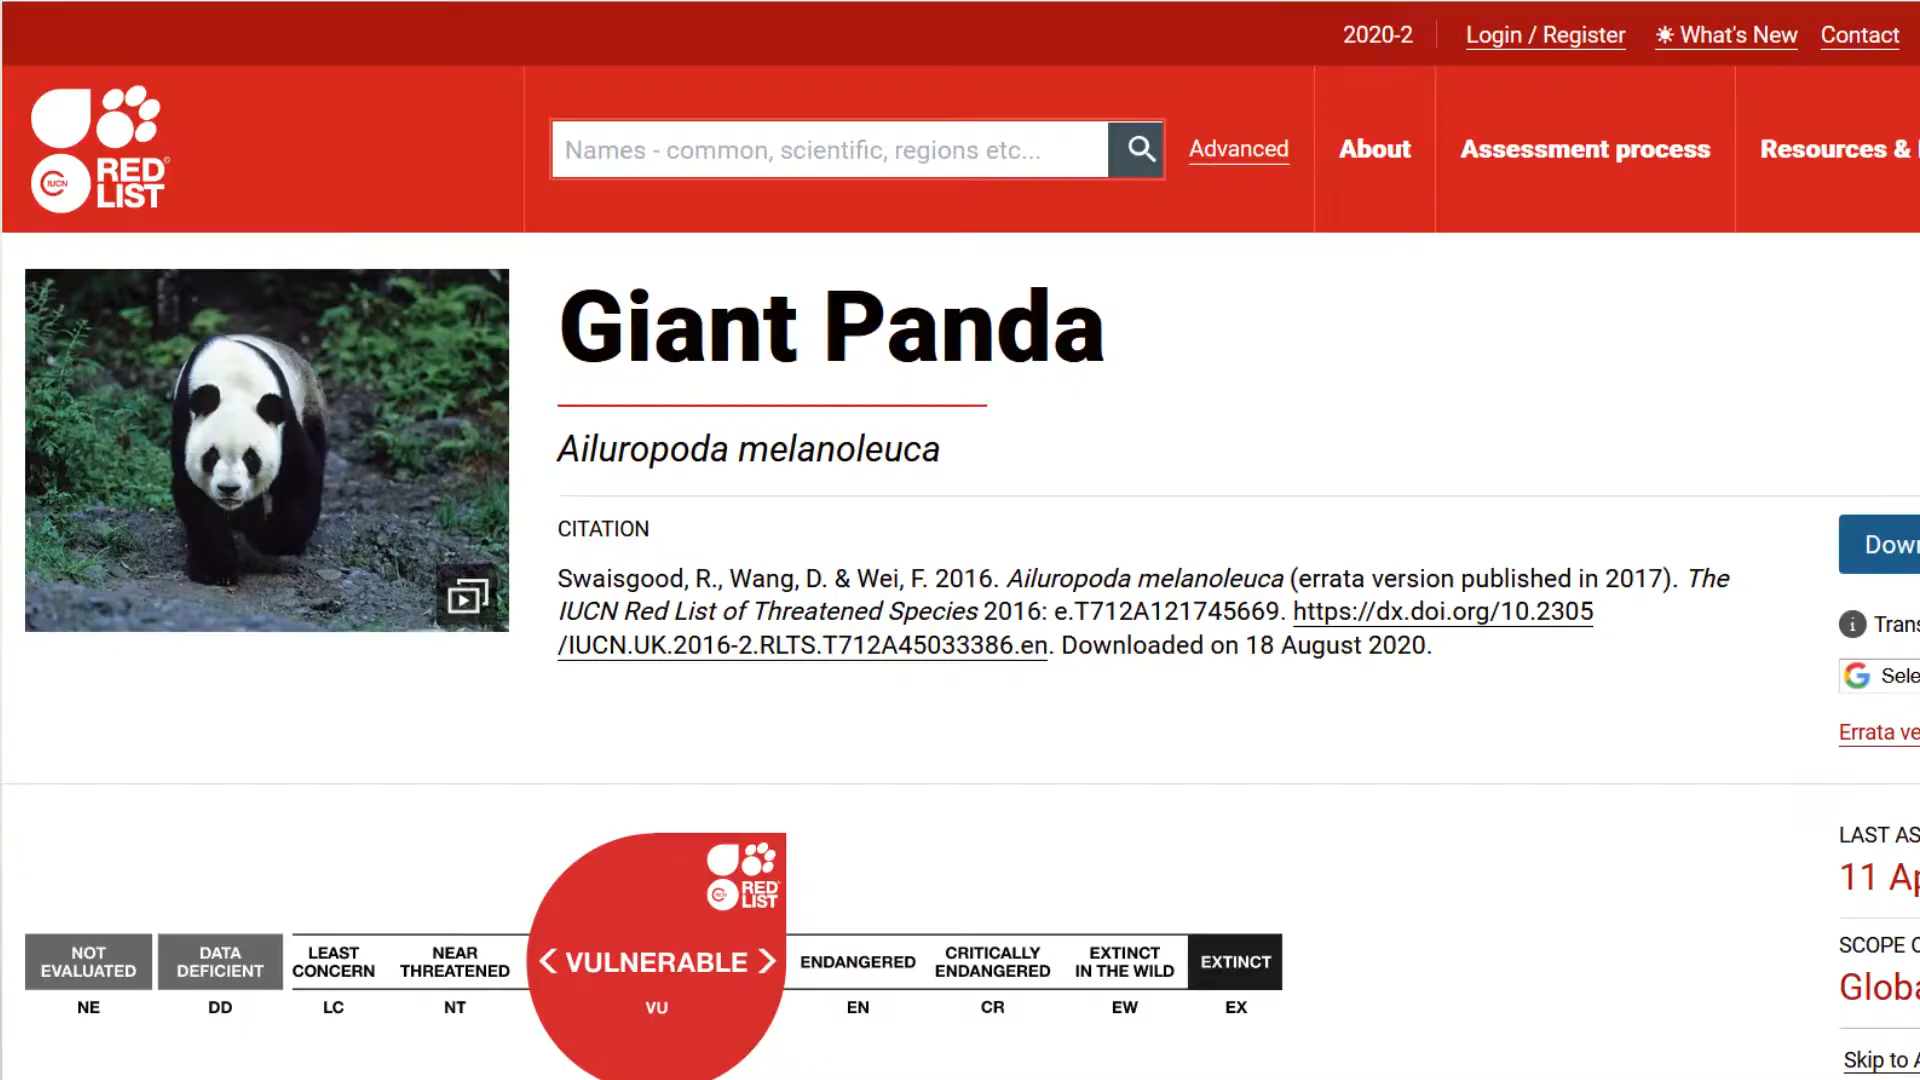 2020-2 Login / Register What's New Contact
RED
LIST
IUCN
Names - common, scientific, regions etc...
Advanced
About
Assessment process
Resources &
Giant Panda
Ailuropoda melanoleuca
CITATION
Swaisgood, R., Wang, D. & Wei, F. 2016. Ailuropoda melanoleuca (errata version published in 2017). The
IUCN Red List of Threatened Species 2016: e.T712A121745669. https://dx.doi.org/10.2305
/IUCN.UK.2016-2.RLTS.T712A45033386.en. Downloaded on 18 August 2020.
Down
Trans
G Sele
Errata ve
LAST AS
11 Ap
SCOPE
Globa
Skip to
RED
LIST
NOT
EVALUATED
NE
DATA
DEFICIENT
DD
LEAST
CONCERN
LC
NEAR
THREATENED
NT
< VULNERABLE >
VU
ENDANGERED
EN
CRITICALLY
ENDANGERED
CR
EXTINCT
IN THE WILD
EW
EXTINCT
EX